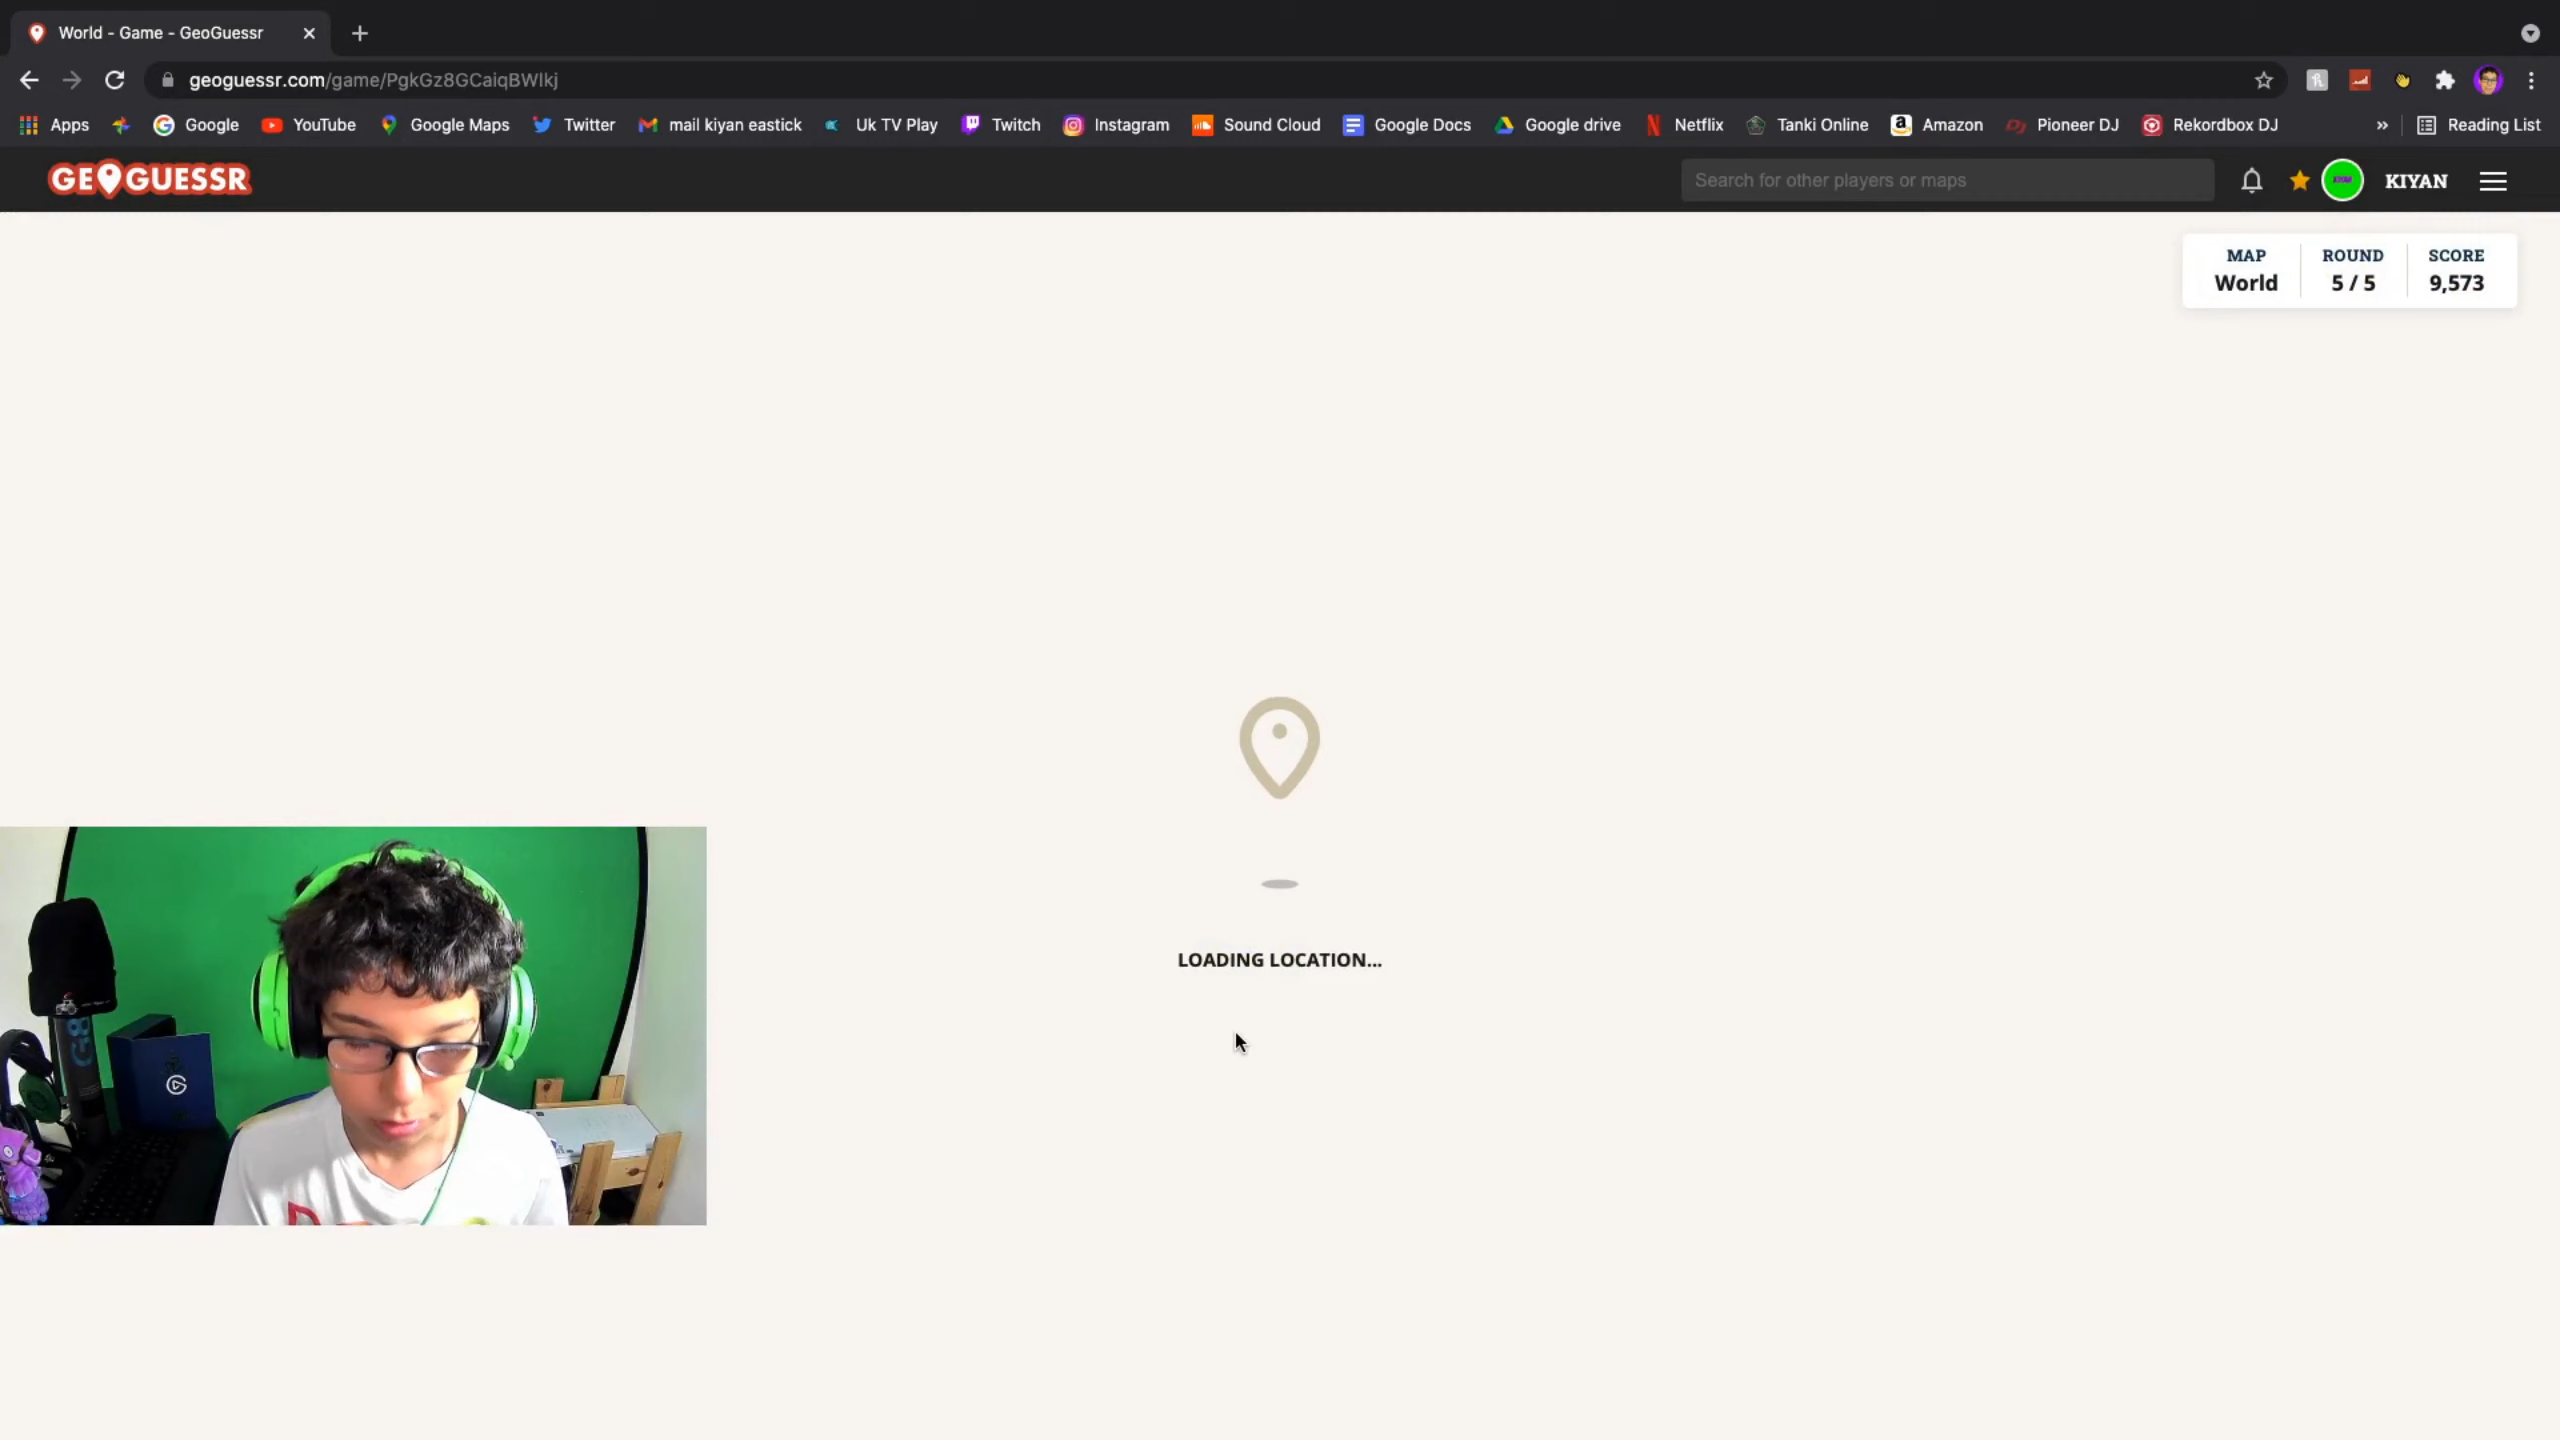 World - Game - GeoGuessr
geoguessr.com/game/PgkGz8GCaiqBWlkj
Apps Google YouTube Google Maps Twitter mail kiyan eastick Uk TV Play Twitch Instagram Sound Cloud Google Docs Google drive Netflix Tanki Online Amazon Pioneer DJ Rekordbox DJ » Reading List
GEOGUESSR Search for other players or maps KIYAN
MAP ROUND SCORE
World 5 / 5 9,573
LOADING LOCATION...